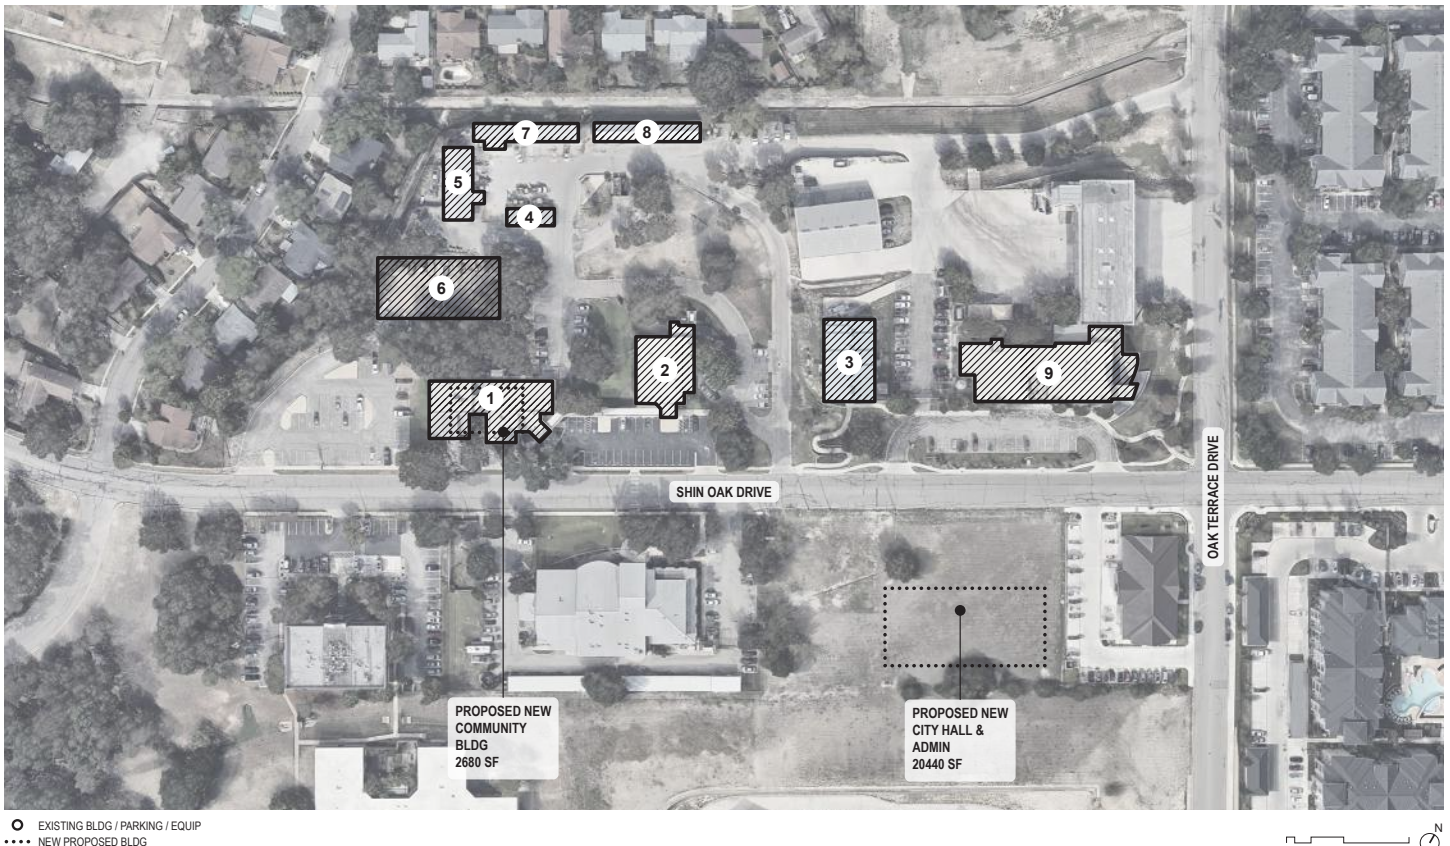 7
8
5
4
6
1
2
3
9
SHIN OAK DRIVE
OAK TERRACE DRIVE
PROPOSED NEW
COMMUNITY
BLDG
2680 SF
PROPOSED NEW
CITY HALL &
ADMIN
20440 SF
EXISTING BLDG / PARKING / EQUIP
NEW PROPOSED BLDG
N